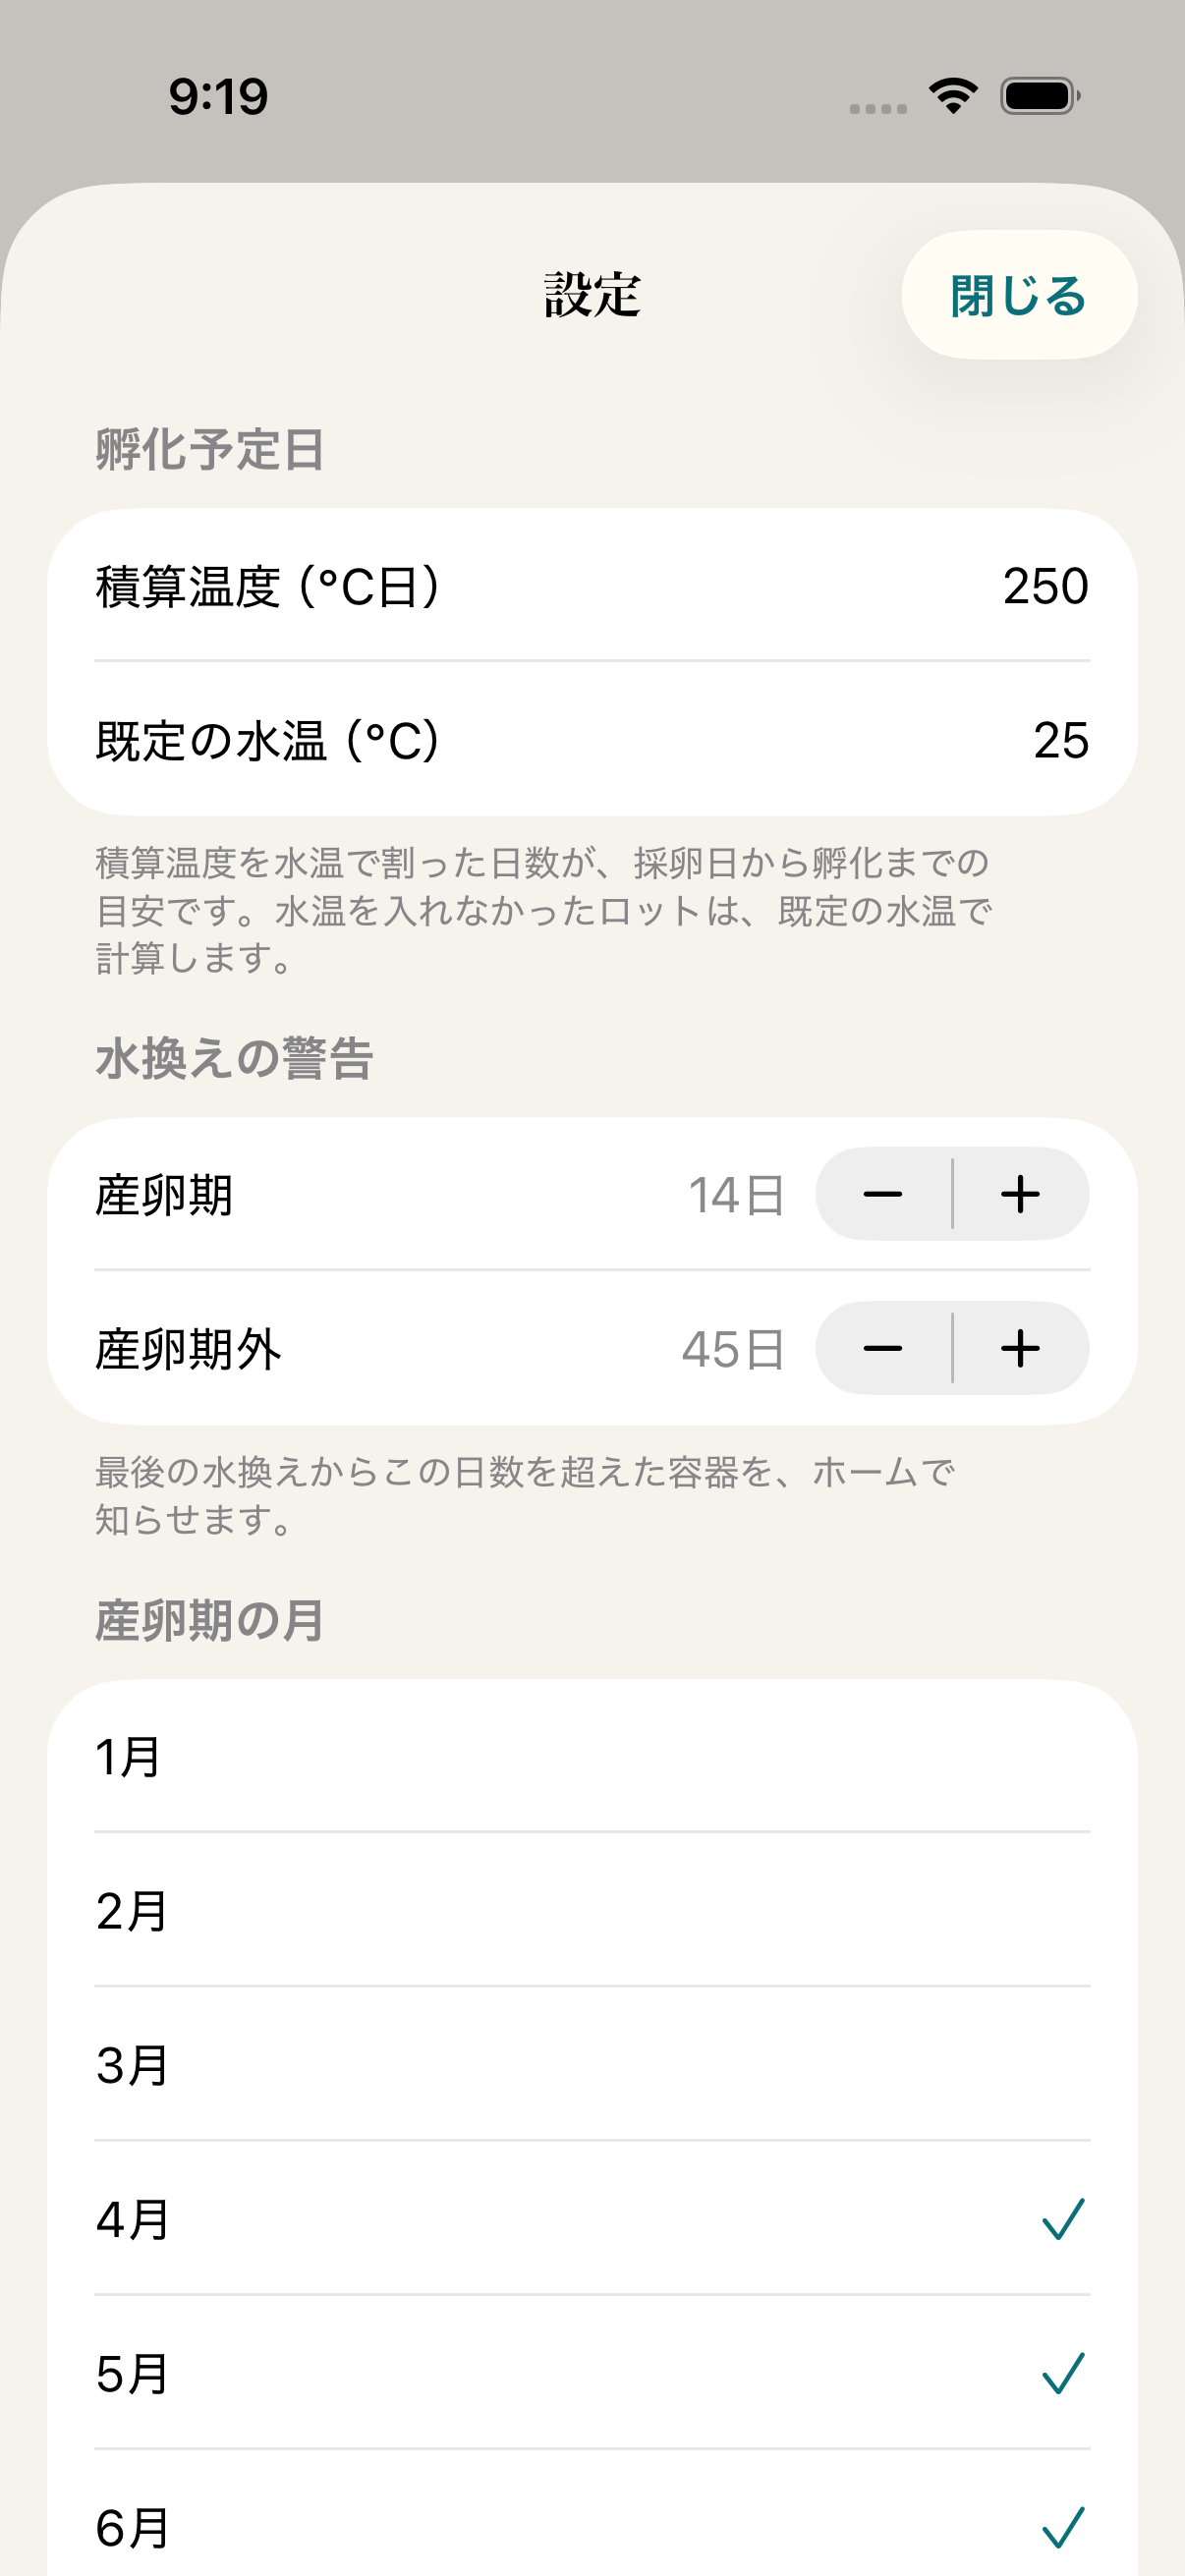 9:19
設定
閉じる
孵化予定日
積算温度（°C日） 250
既定の水温（°C） 25
積算温度を水温で割った日数が、採卵日から孵化までの
目安です。水温を入れなかったロットは、既定の水温で
計算します。
水換えの警告
産卵期 14日
産卵期外 45日
最後の水換えからこの日数を超えた容器を、ホームで
知らせます。
産卵期の月
1月
2月
3月
4月
5月
6月